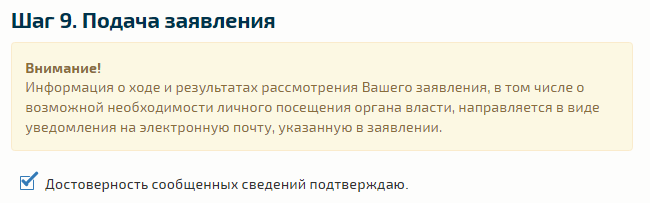 Шаг 9. Подача заявления
Внимание!
Информация о ходе и результатах рассмотрения Вашего заявления, в том числе о
возможной необходимости личного посещения органа власти, направляется в виде
уведомления на электронную почту, указанную в заявлении.
Достоверность сообщенных сведений подтверждаю.